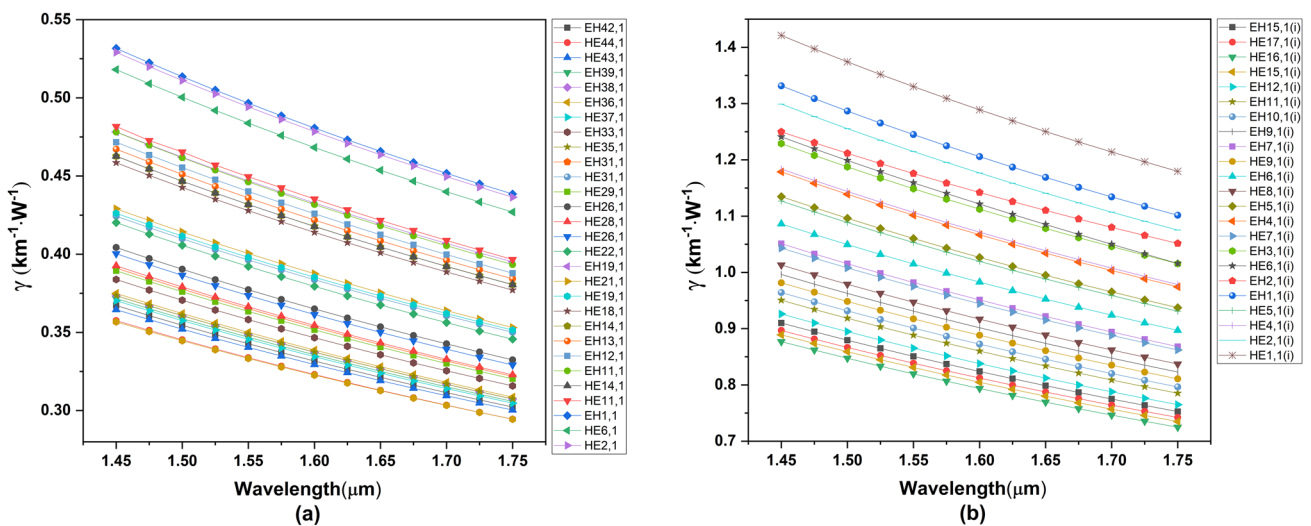 0.55
0.50
0.45
0.40
0.35
0.30
γ (km⁻¹·W⁻¹)
1.45 1.50 1.55 1.60 1.65 1.70 1.75
Wavelength(μm)
(a)
EH42,1
HE44,1
HE43,1
EH39,1
EH38,1
EH36,1
HE37,1
EH33,1
HE35,1
EH31,1
HE31,1
HE29,1
EH26,1
HE28,1
HE26,1
HE22,1
EH19,1
HE21,1
HE19,1
HE18,1
EH14,1
EH13,1
EH12,1
EH11,1
HE14,1
HE11,1
EH1,1
HE6,1
HE2,1
1.4
1.3
1.2
1.1
1.0
0.9
0.8
0.7
γ (km⁻¹·W⁻¹)
1.45 1.50 1.55 1.60 1.65 1.70 1.75
Wavelength(μm)
(b)
EH15,1(i)
HE17,1(i)
HE16,1(i)
HE15,1(i)
EH12,1(i)
EH11,1(i)
EH10,1(i)
EH9,1(i)
EH7,1(i)
HE9,1(i)
EH6,1(i)
HE8,1(i)
EH5,1(i)
EH4,1(i)
HE7,1(i)
EH3,1(i)
HE6,1(i)
EH2,1(i)
EH1,1(i)
HE5,1(i)
HE4,1(i)
HE2,1(i)
HE1,1(i)